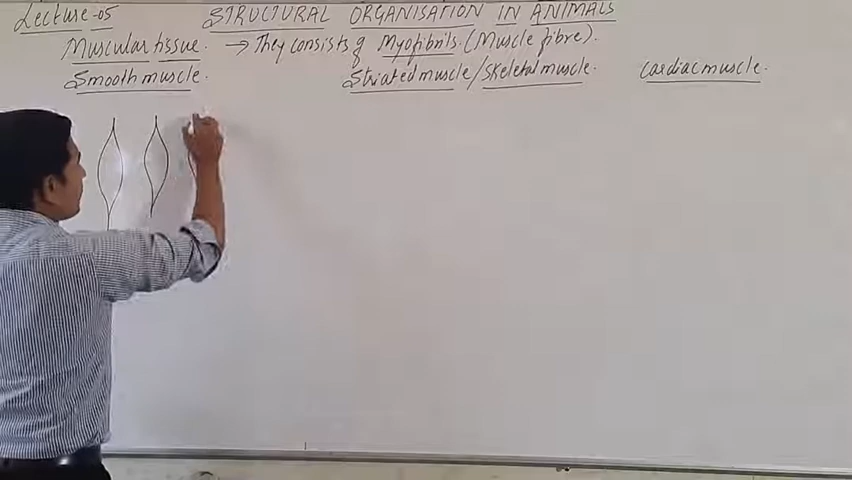 Lecture-05 STRUCTURAL ORGANISATION IN ANIMALS
Muscular tissue. → They consists of Myofibrils. (Muscle fibre).
Smooth muscle. Striated muscle/Skeletal muscle. Cardiac muscle.